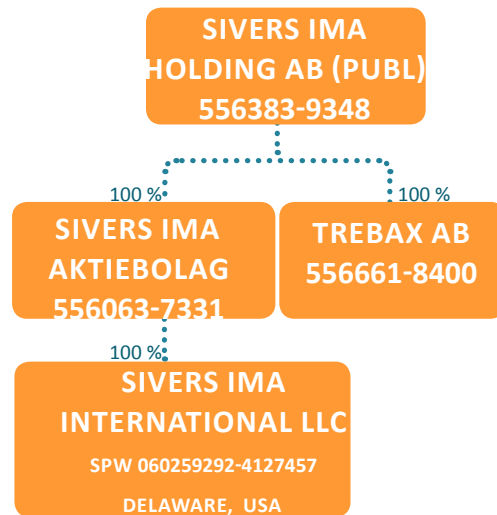 SIVERS IMA
HOLDING AB (PUBL)
556383-9348
100 %
100 %
SIVERS IMA
AKTIEBOLAG
556063-7331
TREBAX AB
556661-8400
100 %
SIVERS IMA
INTERNATIONAL LLC
SPW 060259292-4127457
DELAWARE, USA